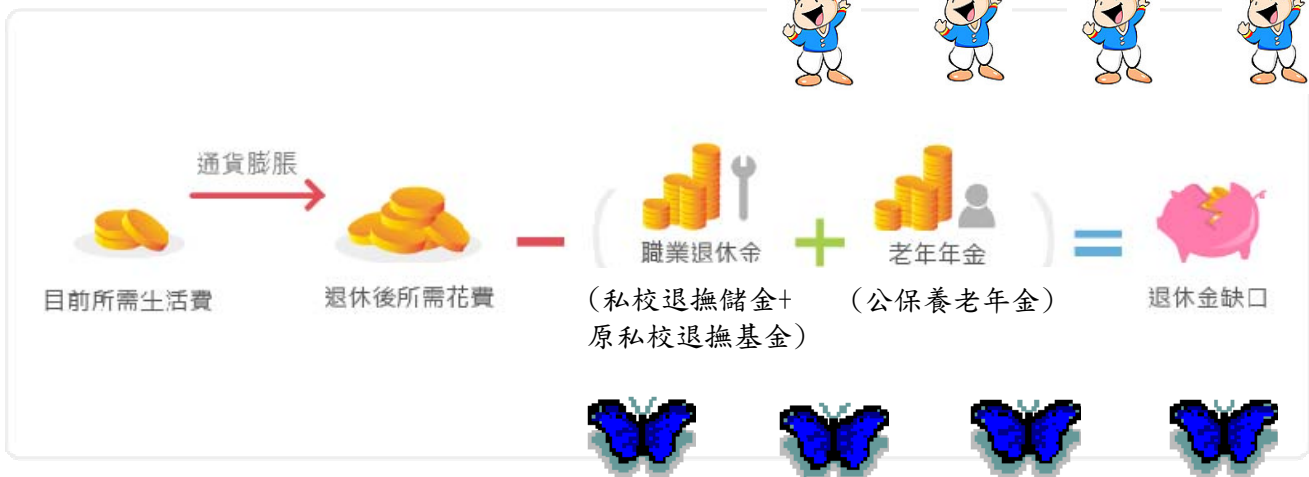 通貨膨脹
目前所需生活費
退休後所需花費
−
(
職業退休金
+
老年年金
)
=
退休金缺口
(私校退撫儲金+
原私校退撫基金)
(公保養老年金)